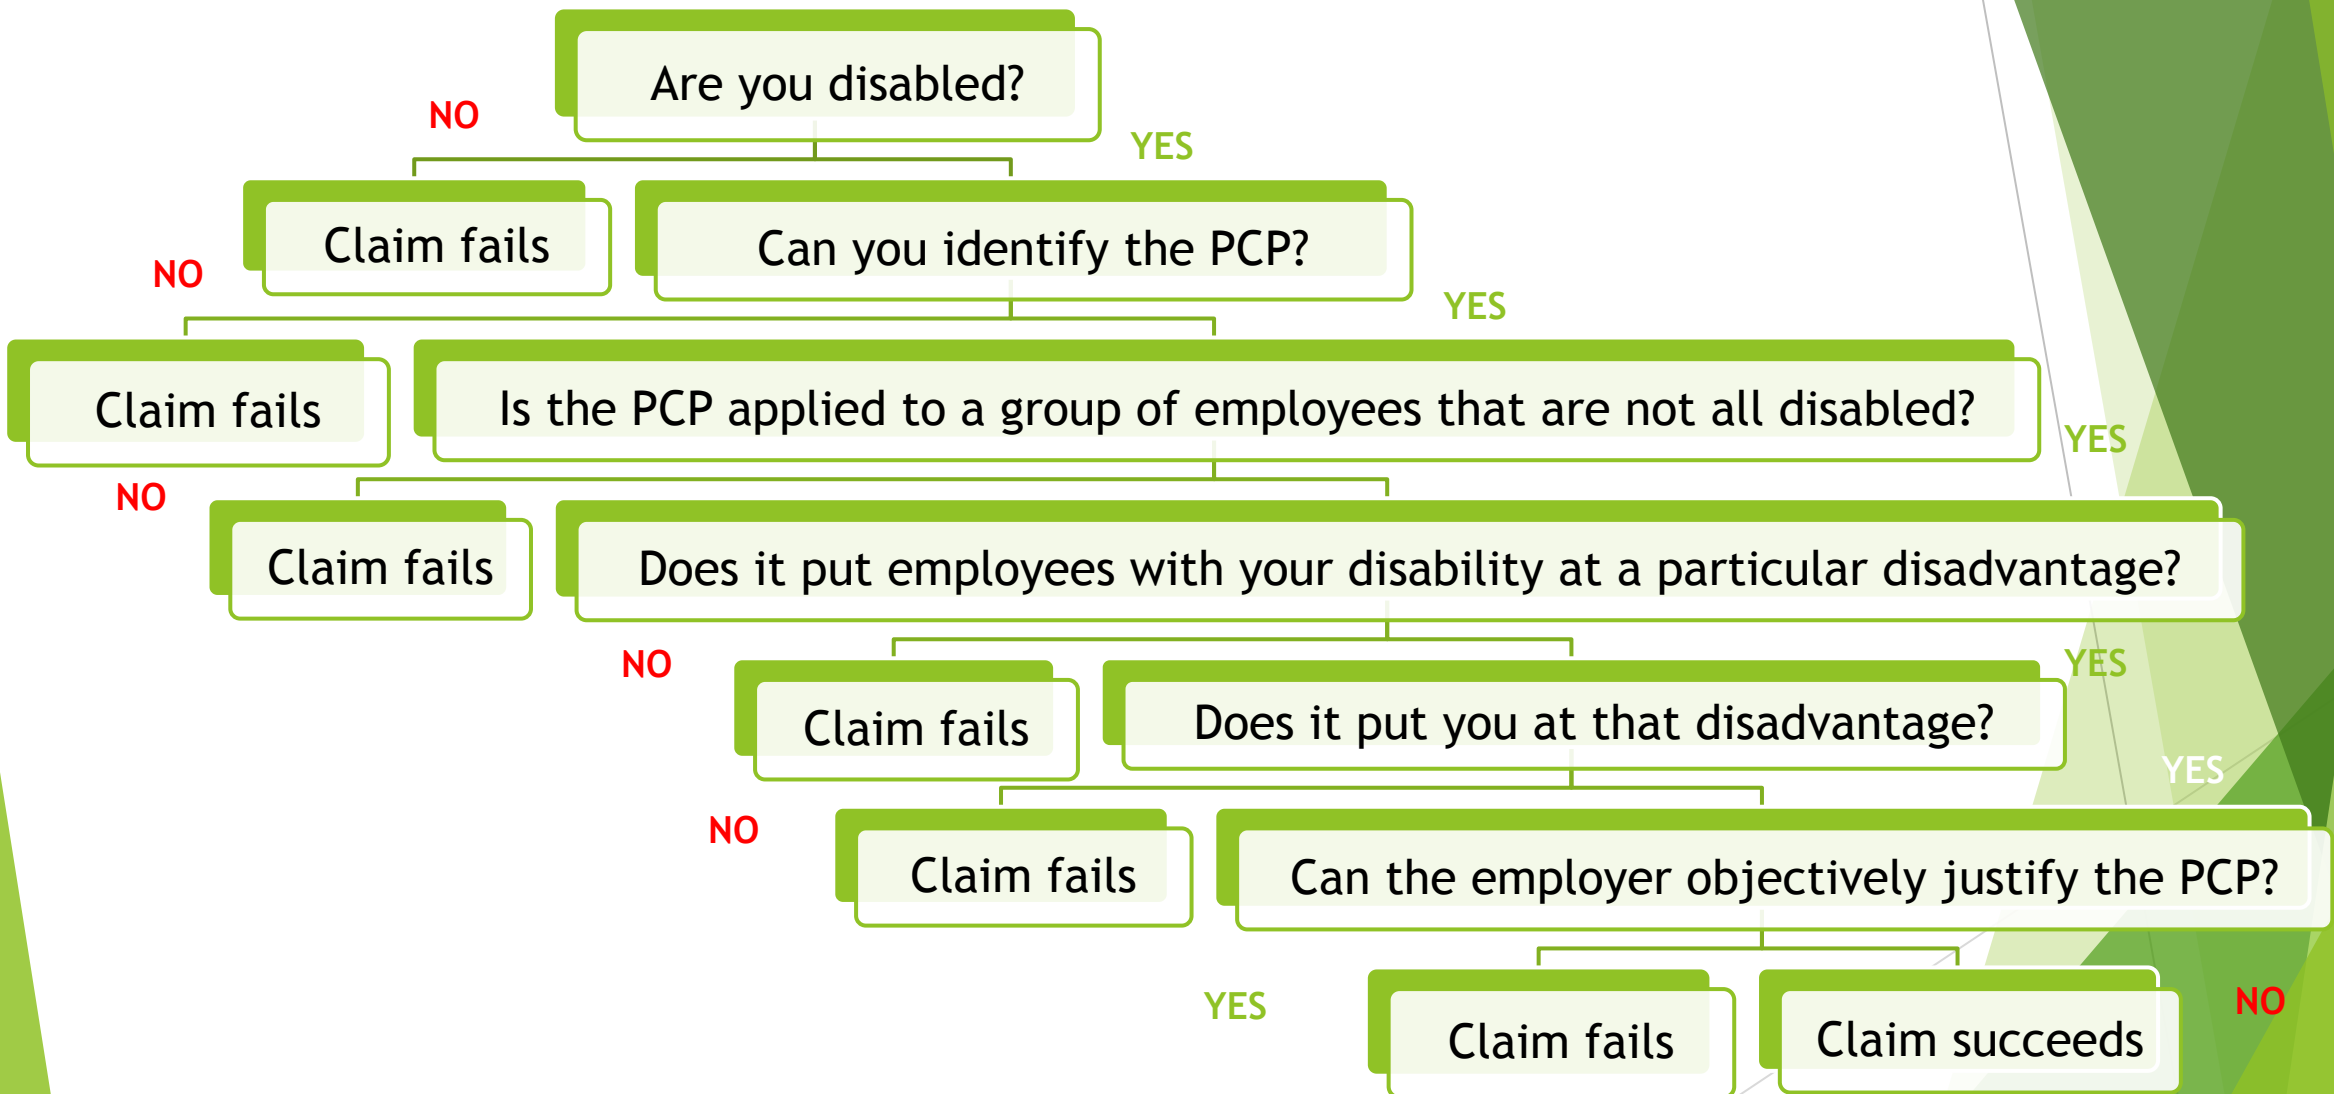 Are you disabled?
NO
YES
Claim fails
Can you identify the PCP?
NO
YES
Claim fails
Is the PCP applied to a group of employees that are not all disabled?
YES
NO
Claim fails
Does it put employees with your disability at a particular disadvantage?
NO
YES
Claim fails
Does it put you at that disadvantage?
YES
NO
Claim fails
Can the employer objectively justify the PCP?
YES
Claim fails
Claim succeeds
NO